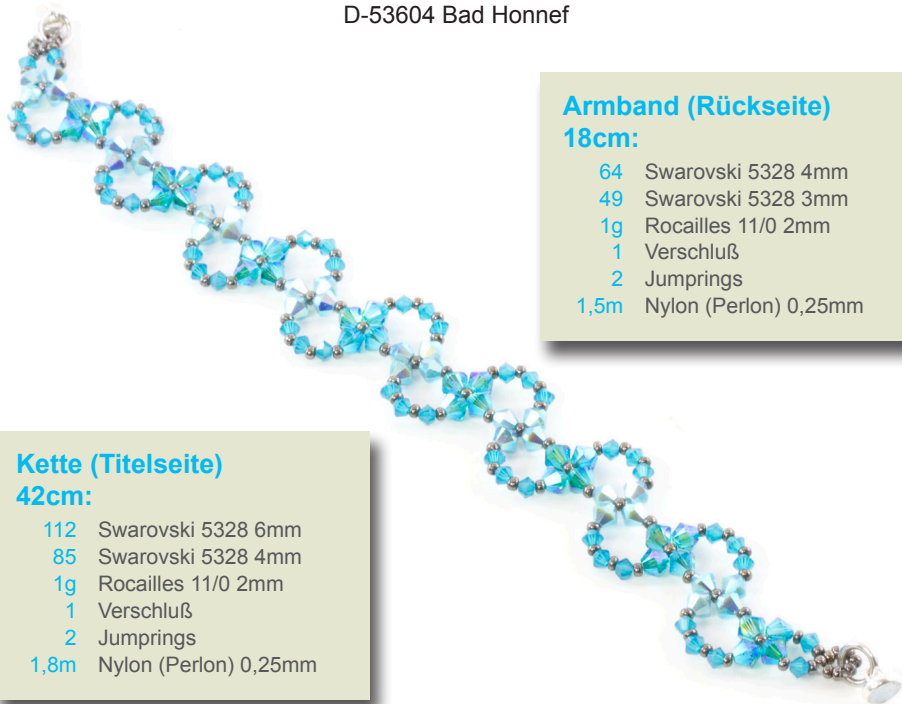 D-53604 Bad Honnef
Armband (Rückseite)
18cm:
64 Swarovski 5328 4mm
49 Swarovski 5328 3mm
1g Rocailles 11/0 2mm
1 Verschluß
2 Jumprings
1,5m Nylon (Perlon) 0,25mm
Kette (Titelseite)
42cm:
112 Swarovski 5328 6mm
85 Swarovski 5328 4mm
1g Rocailles 11/0 2mm
1 Verschluß
2 Jumprings
1,8m Nylon (Perlon) 0,25mm